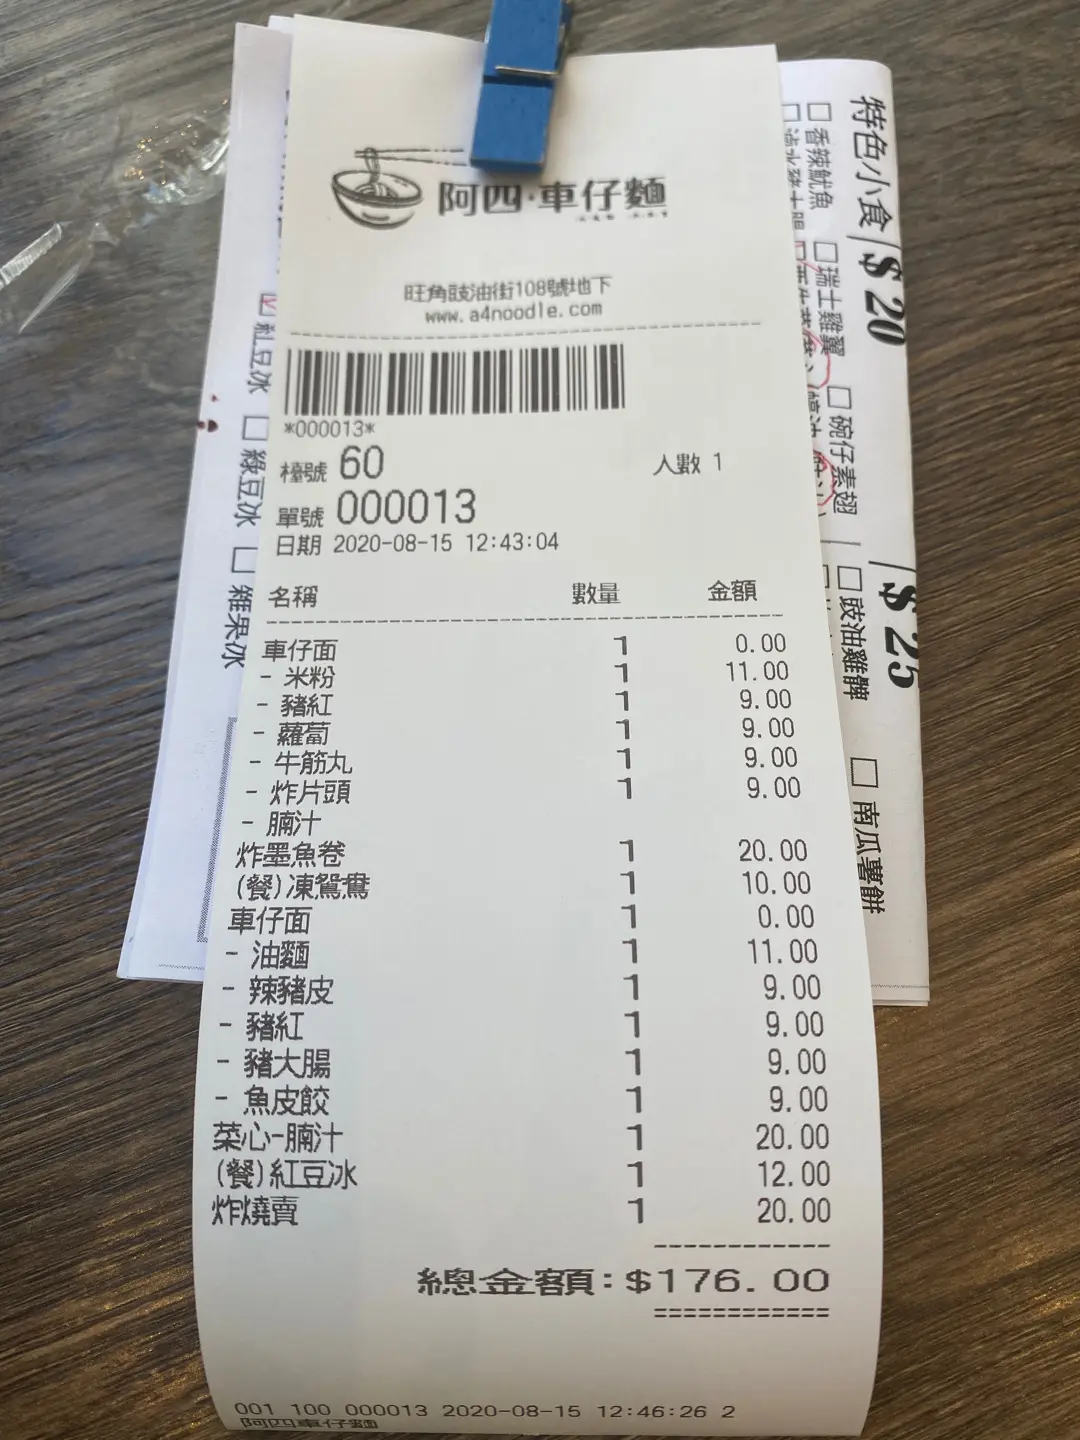 阿四·車仔麵
旺角豉油街108號地下
www.a4noodle.com
*000013*
檯號 60 人數 1
單號 000013
日期 2020-08-15 12:43:04
名稱 數量 金額
車仔面 1 0.00
- 米粉 1 11.00
- 豬紅 1 9.00
- 蘿蔔 1 9.00
- 牛筋丸 1 9.00
- 炸片頭 1 9.00
- 腩汁
炸墨魚卷 1 20.00
(餐)凍鴛鴦 1 10.00
車仔面 1 0.00
- 油麵 1 11.00
- 辣豬皮 1 9.00
- 豬紅 1 9.00
- 豬大腸 1 9.00
- 魚皮餃 1 9.00
菜心-腩汁 1 20.00
(餐)紅豆冰 1 12.00
炸燒賣 1 20.00
總金額:$176.00
001 100 000013 2020-08-15 12:46:26 2
阿四車仔麵
特色小食 $20
□香辣魷魚 □瑞士雞翼 □碗仔素翅
$25
□豉油雞髀 □南瓜薯餅
紅豆冰 □綠豆冰 □雜果冰